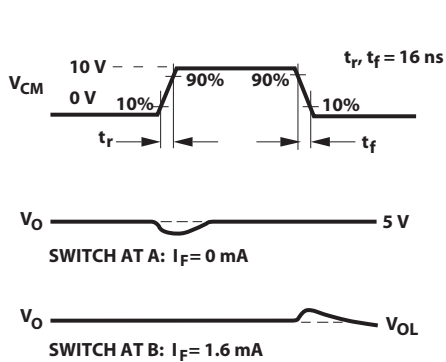 t_r, t_f = 16 ns
10 V
V_CM
90%
90%
0 V
10%
10%
t_r
t_f
V_O
5 V
SWITCH AT A: I_F = 0 mA
V_O
V_OL
SWITCH AT B: I_F = 1.6 mA